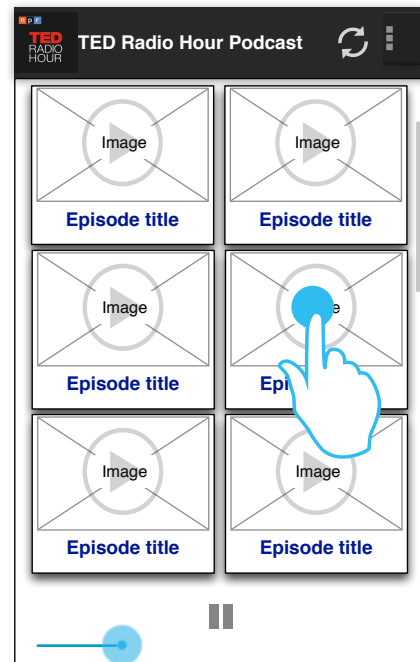 npr
TED
RADIO
HOUR
TED Radio Hour Podcast
Image
Image
Episode title
Episode title
Image
Episode title
Image
Image
Episode title
Episode title